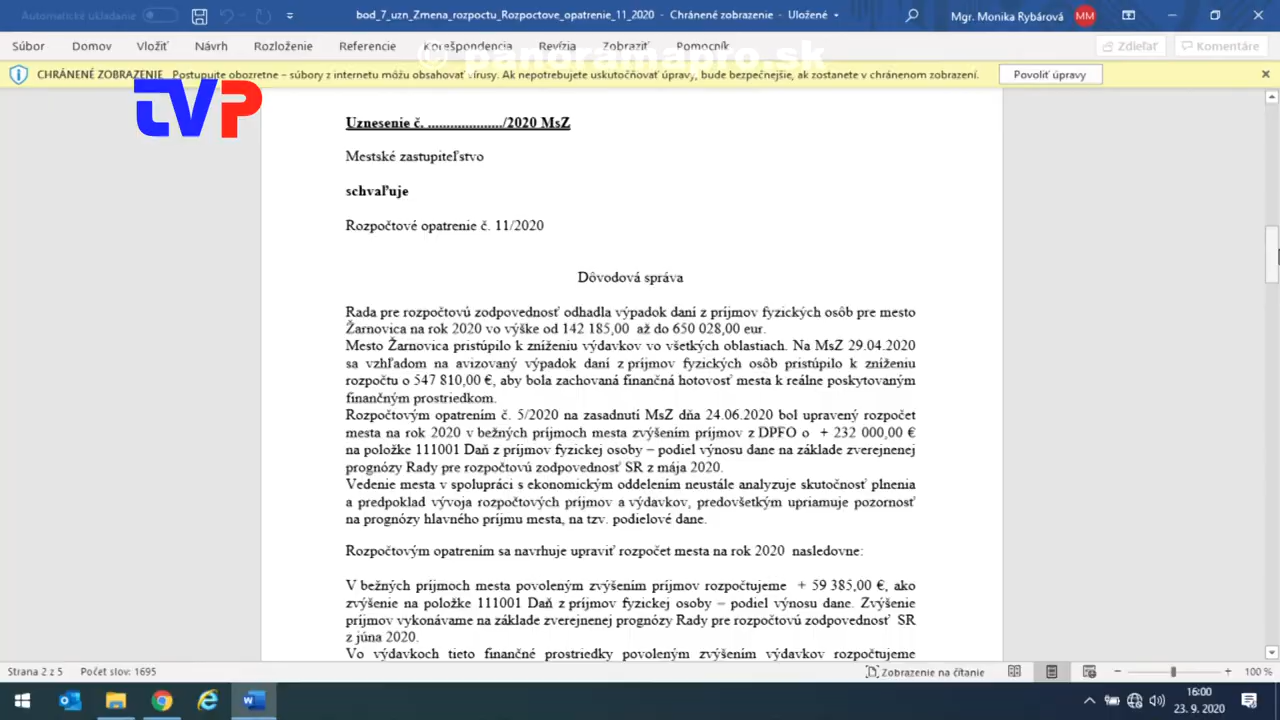 Automatické ukladanie
bod_7_uzn_Zmena_rozpoctu_Rozpoctove_opatrenie_11_2020 - Chránené zobrazenie - Uložené
Mgr. Monika Rybárová
MM
Súbor Domov Vložiť Návrh Rozloženie Referencie Korešpondencia Revízia Zobraziť Pomocník
Zdieľať Komentáre
© panoramapro.sk
CHRÁNENÉ ZOBRAZENIE Postupujte obozretne – súbory z internetu môžu obsahovať vírusy. Ak nepotrebujete uskutočňovať úpravy, bude bezpečnejšie, ak zostanete v chránenom zobrazení. Povoliť úpravy
tVP
Uznesenie č. ..................../2020 MsZ
Mestské zastupiteľstvo
schvaľuje
Rozpočtové opatrenie č. 11/2020
Dôvodová správa
Rada pre rozpočtovú zodpovednosť odhadla výpadok daní z príjmov fyzických osôb pre mesto
Žarnovica na rok 2020 vo výške od 142 185,00 až do 650 028,00 eur.
Mesto Žarnovica pristúpilo k zníženiu výdavkov vo všetkých oblastiach. Na MsZ 29.04.2020
sa vzhľadom na avizovaný výpadok daní z príjmov fyzických osôb pristúpilo k zníženiu
rozpočtu o 547 810,00 €, aby bola zachovaná finančná hotovosť mesta k reálne poskytovaným
finančným prostriedkom.
Rozpočtovým opatrením č. 5/2020 na zasadnutí MsZ dňa 24.06.2020 bol upravený rozpočet
mesta na rok 2020 v bežných príjmoch mesta zvýšením príjmov z DPFO o + 232 000,00 €
na položke 111001 Daň z príjmov fyzickej osoby – podiel výnosu dane na základe zverejnenej
prognózy Rady pre rozpočtovú zodpovednosť SR z mája 2020.
Vedenie mesta v spolupráci s ekonomickým oddelením neustále analyzuje skutočnosť plnenia
a predpoklad vývoja rozpočtových príjmov a výdavkov, predovšetkým upriamuje pozornosť
na prognózy hlavného príjmu mesta, na tzv. podielové dane.
Rozpočtovým opatrením sa navrhuje upraviť rozpočet mesta na rok 2020 nasledovne:
V bežných príjmoch mesta povoleným zvýšením príjmov rozpočtujeme + 59 385,00 €, ako
zvýšenie na položke 111001 Daň z príjmov fyzickej osoby – podiel výnosu dane. Zvýšenie
príjmov vykonávame na základe zverejnenej prognózy Rady pre rozpočtovú zodpovednosť SR
z júna 2020.
Vo výdavkoch tieto finančné prostriedky povoleným zvýšením výdavkov rozpočtujeme
Strana 2 z 5 Počet slov: 1695 Zobrazenie na čítanie 100 %
16:00
23. 9. 2020